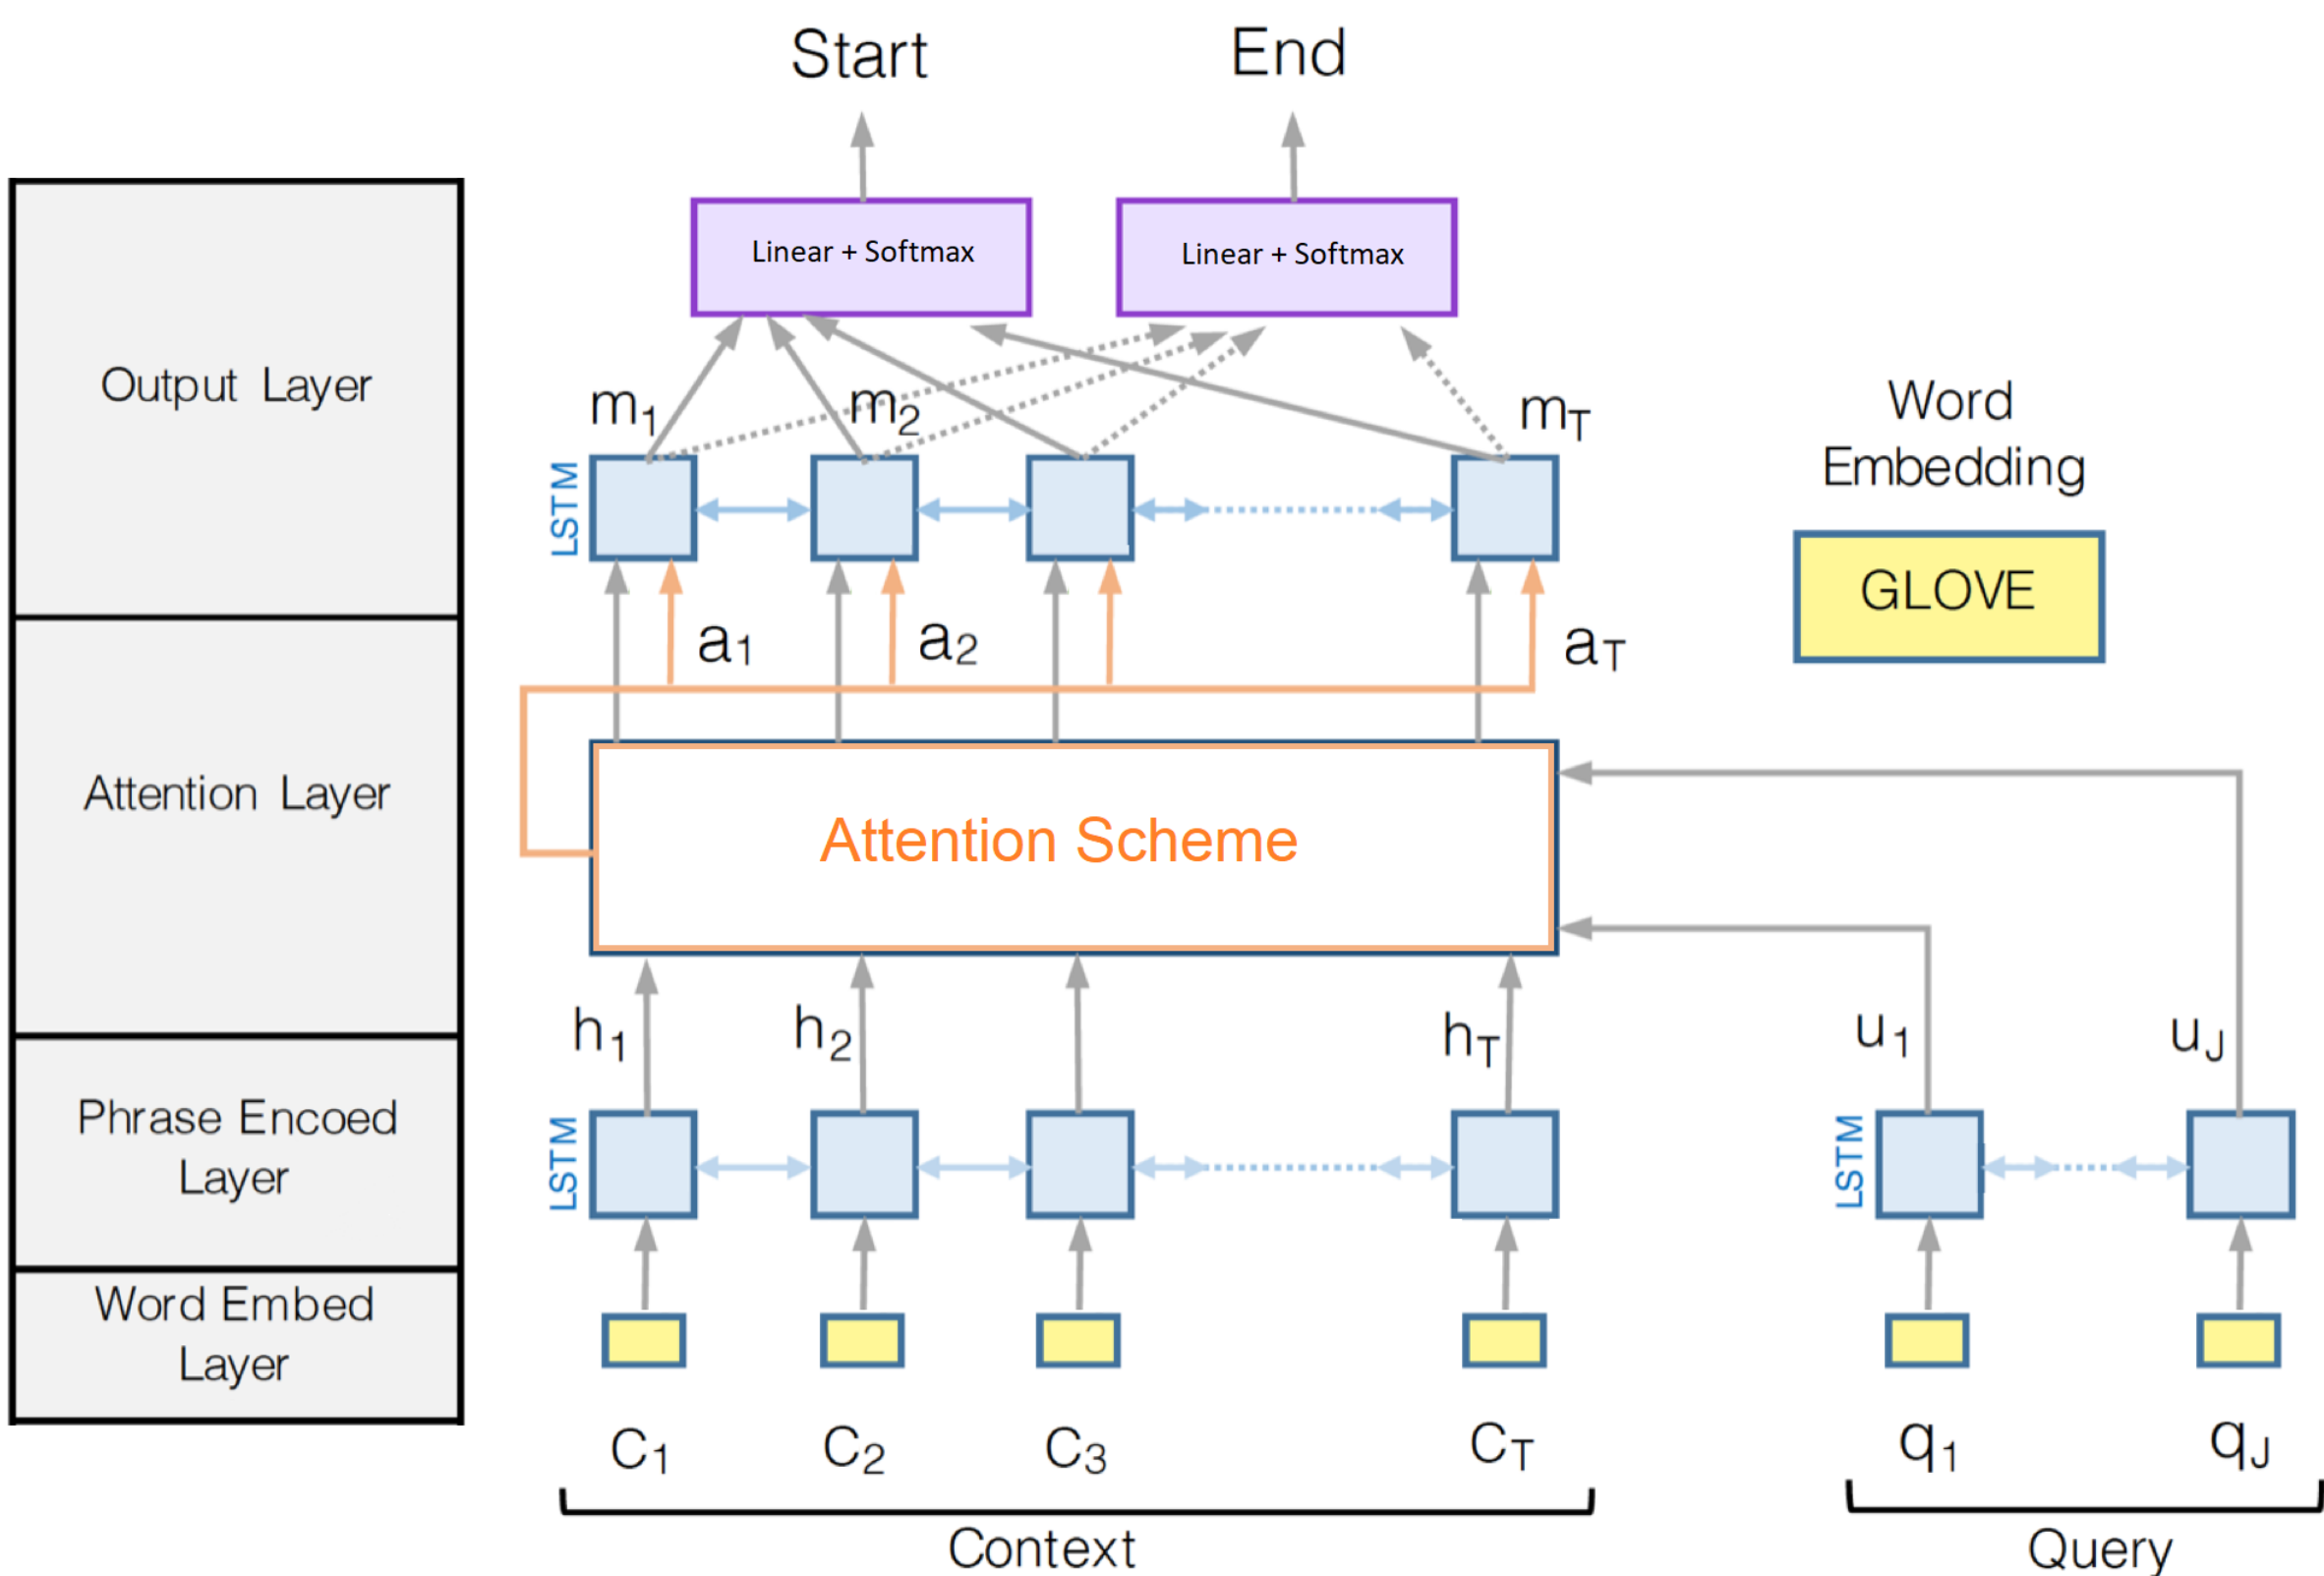 Start
End
Linear + Softmax
Linear + Softmax
Output Layer
m1
m2
mT
Word
Embedding
LSTM
GLOVE
a1
a2
aT
Attention Layer
Attention Scheme
h1
h2
hT
u1
uJ
Phrase Encoed
Layer
LSTM
LSTM
Word Embed
Layer
C1
C2
C3
CT
q1
qJ
Context
Query